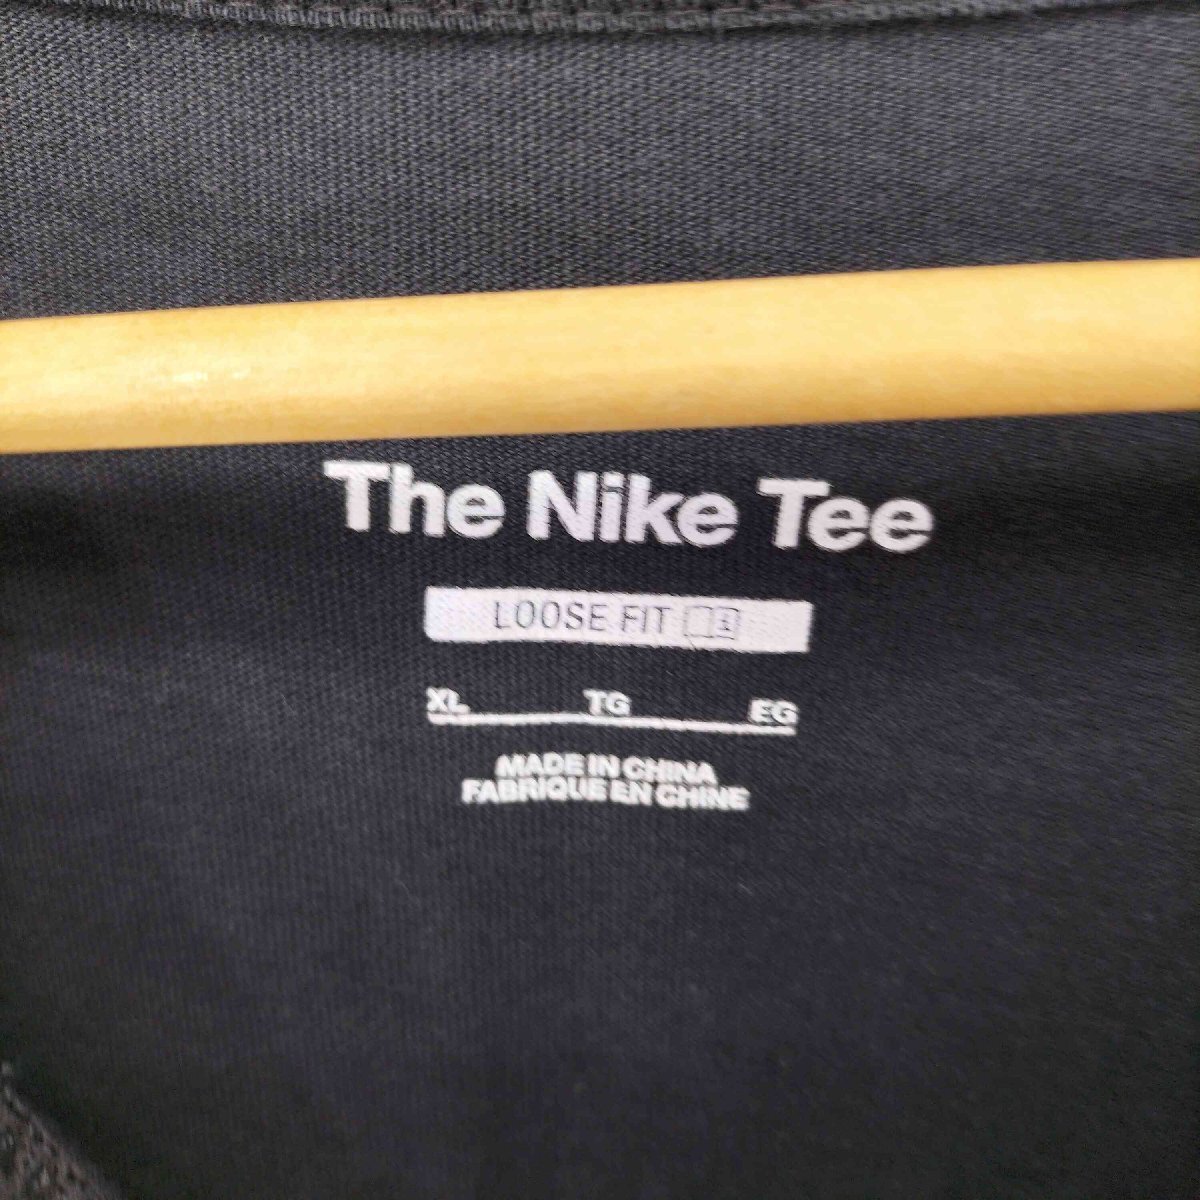 The Nike Tee
LOOSE FIT
XL TG EG
MADE IN CHINA
FABRIQUE EN CHINE